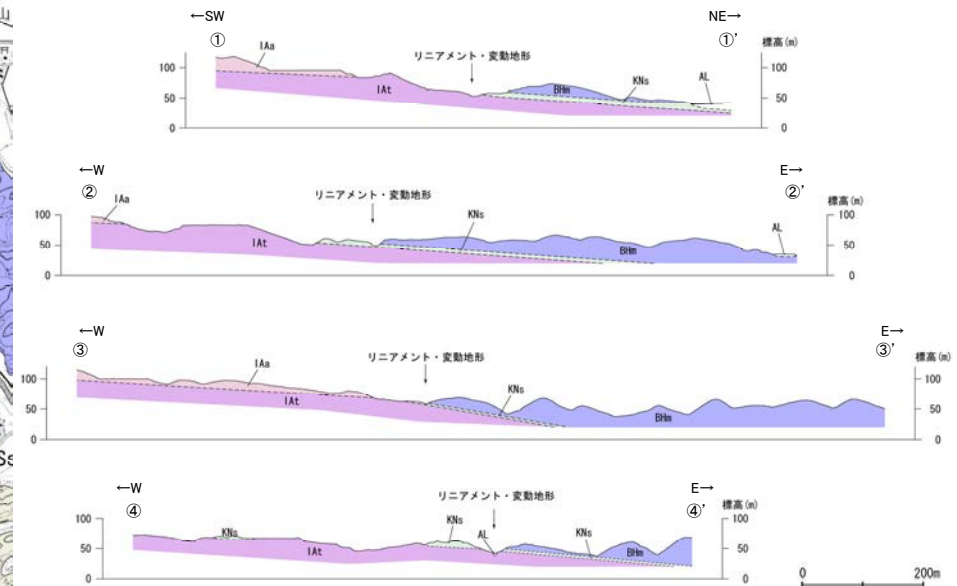 山
←SW NE→
① ①’
標高(m)
IAa
リニアメント・変動地形
KNs AL
100 100
BHm
IAt
50 50
0 0
←W E→
② ②’
標高(m)
IAa
リニアメント・変動地形
KNs
100 100
AL
IAt
BHm
50 50
0 0
←W E→
③ ③’
標高(m)
IAa
リニアメント・変動地形
KNs
100 100
IAt
BHm
50 50
0 0
←W E→
④ ④’
標高(m)
リニアメント・変動地形
KNs KNs AL KNs
100 100
IAt
BHm
50 50
0 0
0 200m